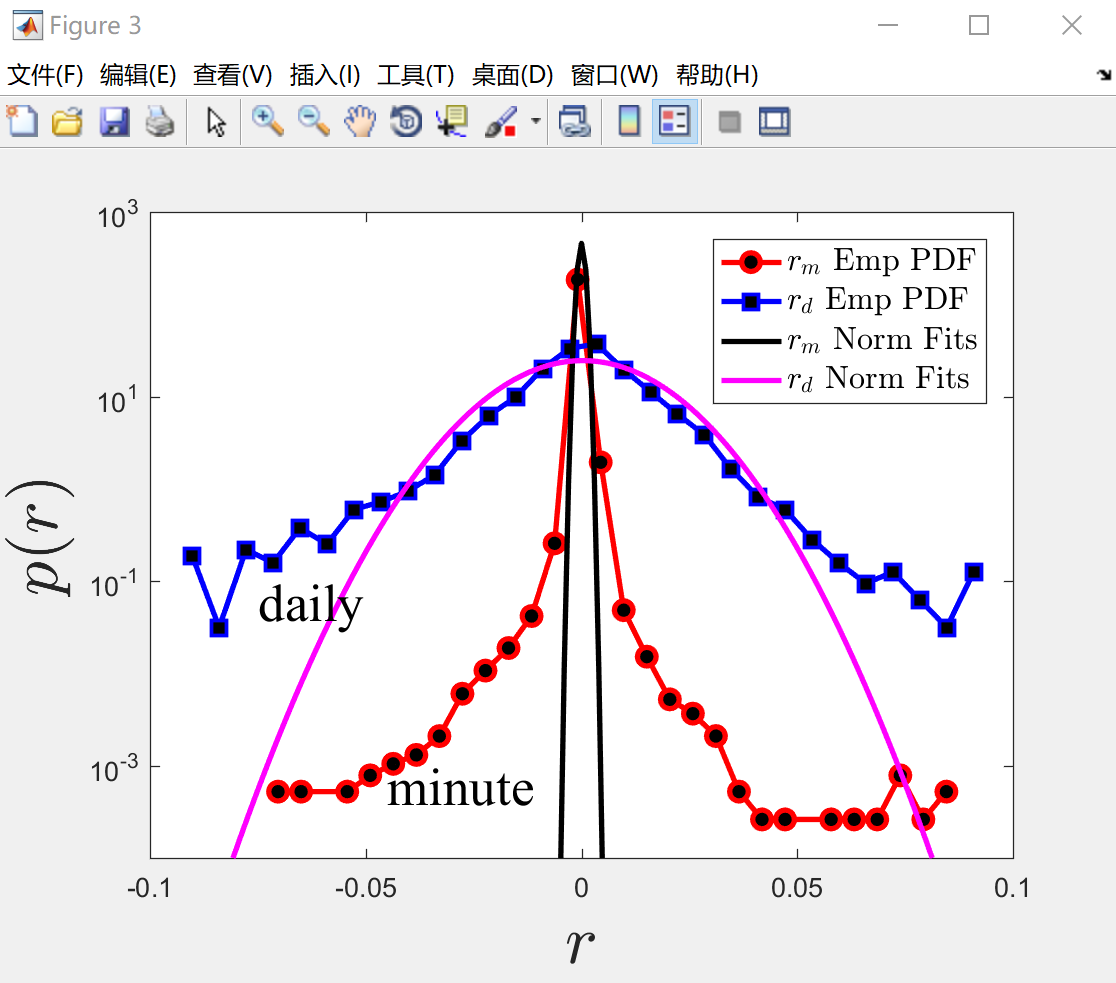 Figure 3
文件(F) 编辑(E) 查看(V) 插入(I) 工具(T) 桌面(D) 窗口(W) 帮助(H)
10^3
10^1
10^-1
10^-3
p(r)
r_m Emp PDF
r_d Emp PDF
r_m Norm Fits
r_d Norm Fits
daily
minute
-0.1 -0.05 0 0.05 0.1
r